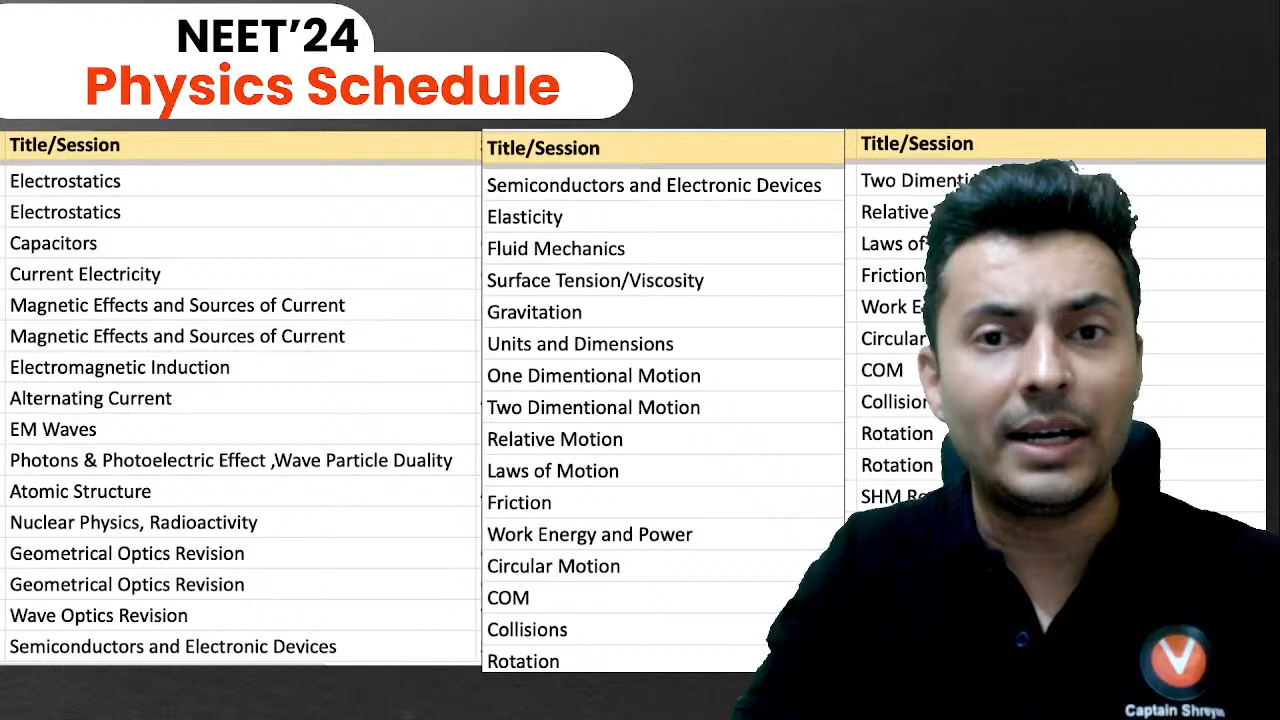 NEET’24
Physics Schedule
Title/Session
Electrostatics
Electrostatics
Capacitors
Current Electricity
Magnetic Effects and Sources of Current
Magnetic Effects and Sources of Current
Electromagnetic Induction
Alternating Current
EM Waves
Photons & Photoelectric Effect ,Wave Particle Duality
Atomic Structure
Nuclear Physics, Radioactivity
Geometrical Optics Revision
Geometrical Optics Revision
Wave Optics Revision
Semiconductors and Electronic Devices
Title/Session
Semiconductors and Electronic Devices
Elasticity
Fluid Mechanics
Surface Tension/Viscosity
Gravitation
Units and Dimensions
One Dimentional Motion
Two Dimentional Motion
Relative Motion
Laws of Motion
Friction
Work Energy and Power
Circular Motion
COM
Collisions
Rotation
Title/Session
Two
Relative
Laws of
Friction
Work
Circular
COM
Rotation
Rotation
SHM
V
Captain